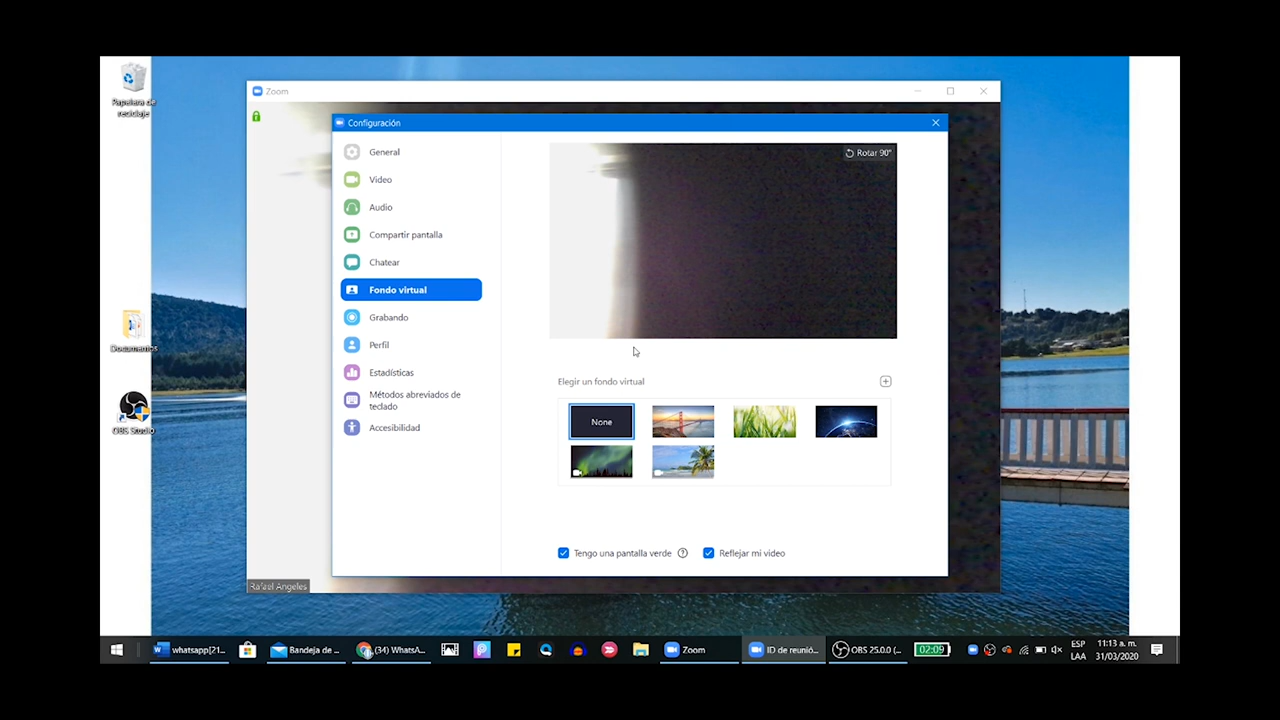 Papelera de
reciclaje
Documentos
OBS Studio
Zoom
Configuración
General
Video
Audio
Compartir pantalla
Chatear
Fondo virtual
Grabando
Perfil
Estadísticas
Métodos abreviados de
teclado
Accesibilidad
Rotar 90°
Elegir un fondo virtual
None
Tengo una pantalla verde
Reflejar mi video
Rafael Angeles
whatsapp[21...
Bandeja de ...
(34) WhatsA...
Zoom
ID de reunió...
OBS 25.0.0 (...
02:09
ESP
LAA
11:13 a. m.
31/03/2020